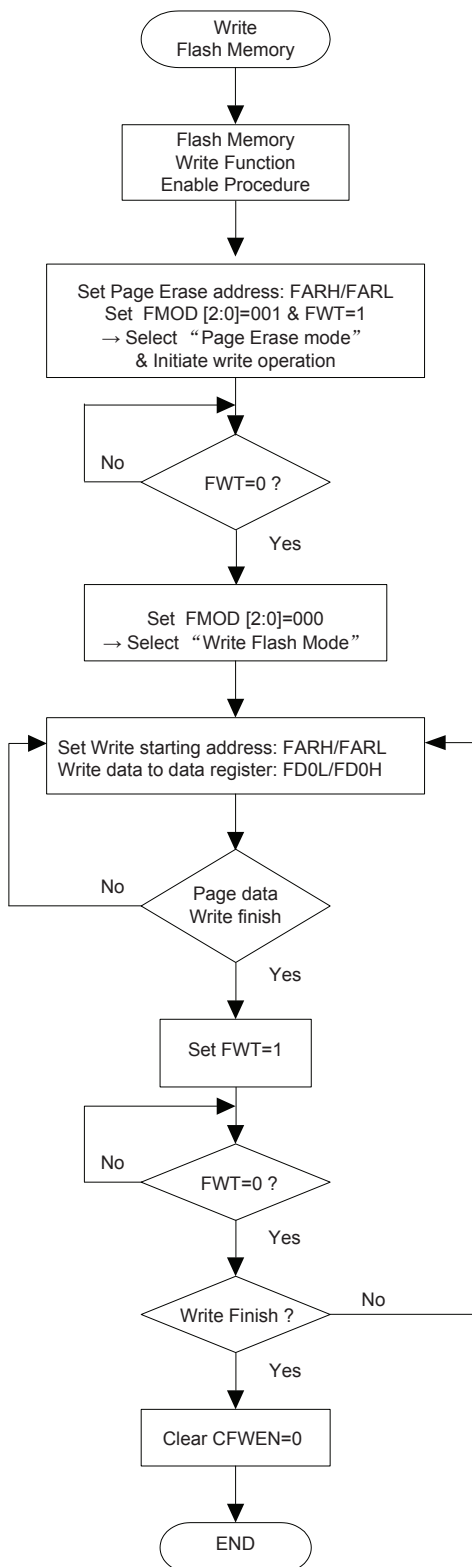 Write
Flash Memory
Flash Memory
Write Function
Enable Procedure
Set Page Erase address: FARH/FARL
Set FMOD [2:0]=001 & FWT=1
→ Select “Page Erase mode”
& Initiate write operation
No
FWT=0 ?
Yes
Set FMOD [2:0]=000
→ Select “Write Flash Mode”
Set Write starting address: FARH/FARL
Write data to data register: FD0L/FD0H
No
Page data
Write finish
Yes
Set FWT=1
No
FWT=0 ?
Yes
Write Finish ?
No
Yes
Clear CFWEN=0
END